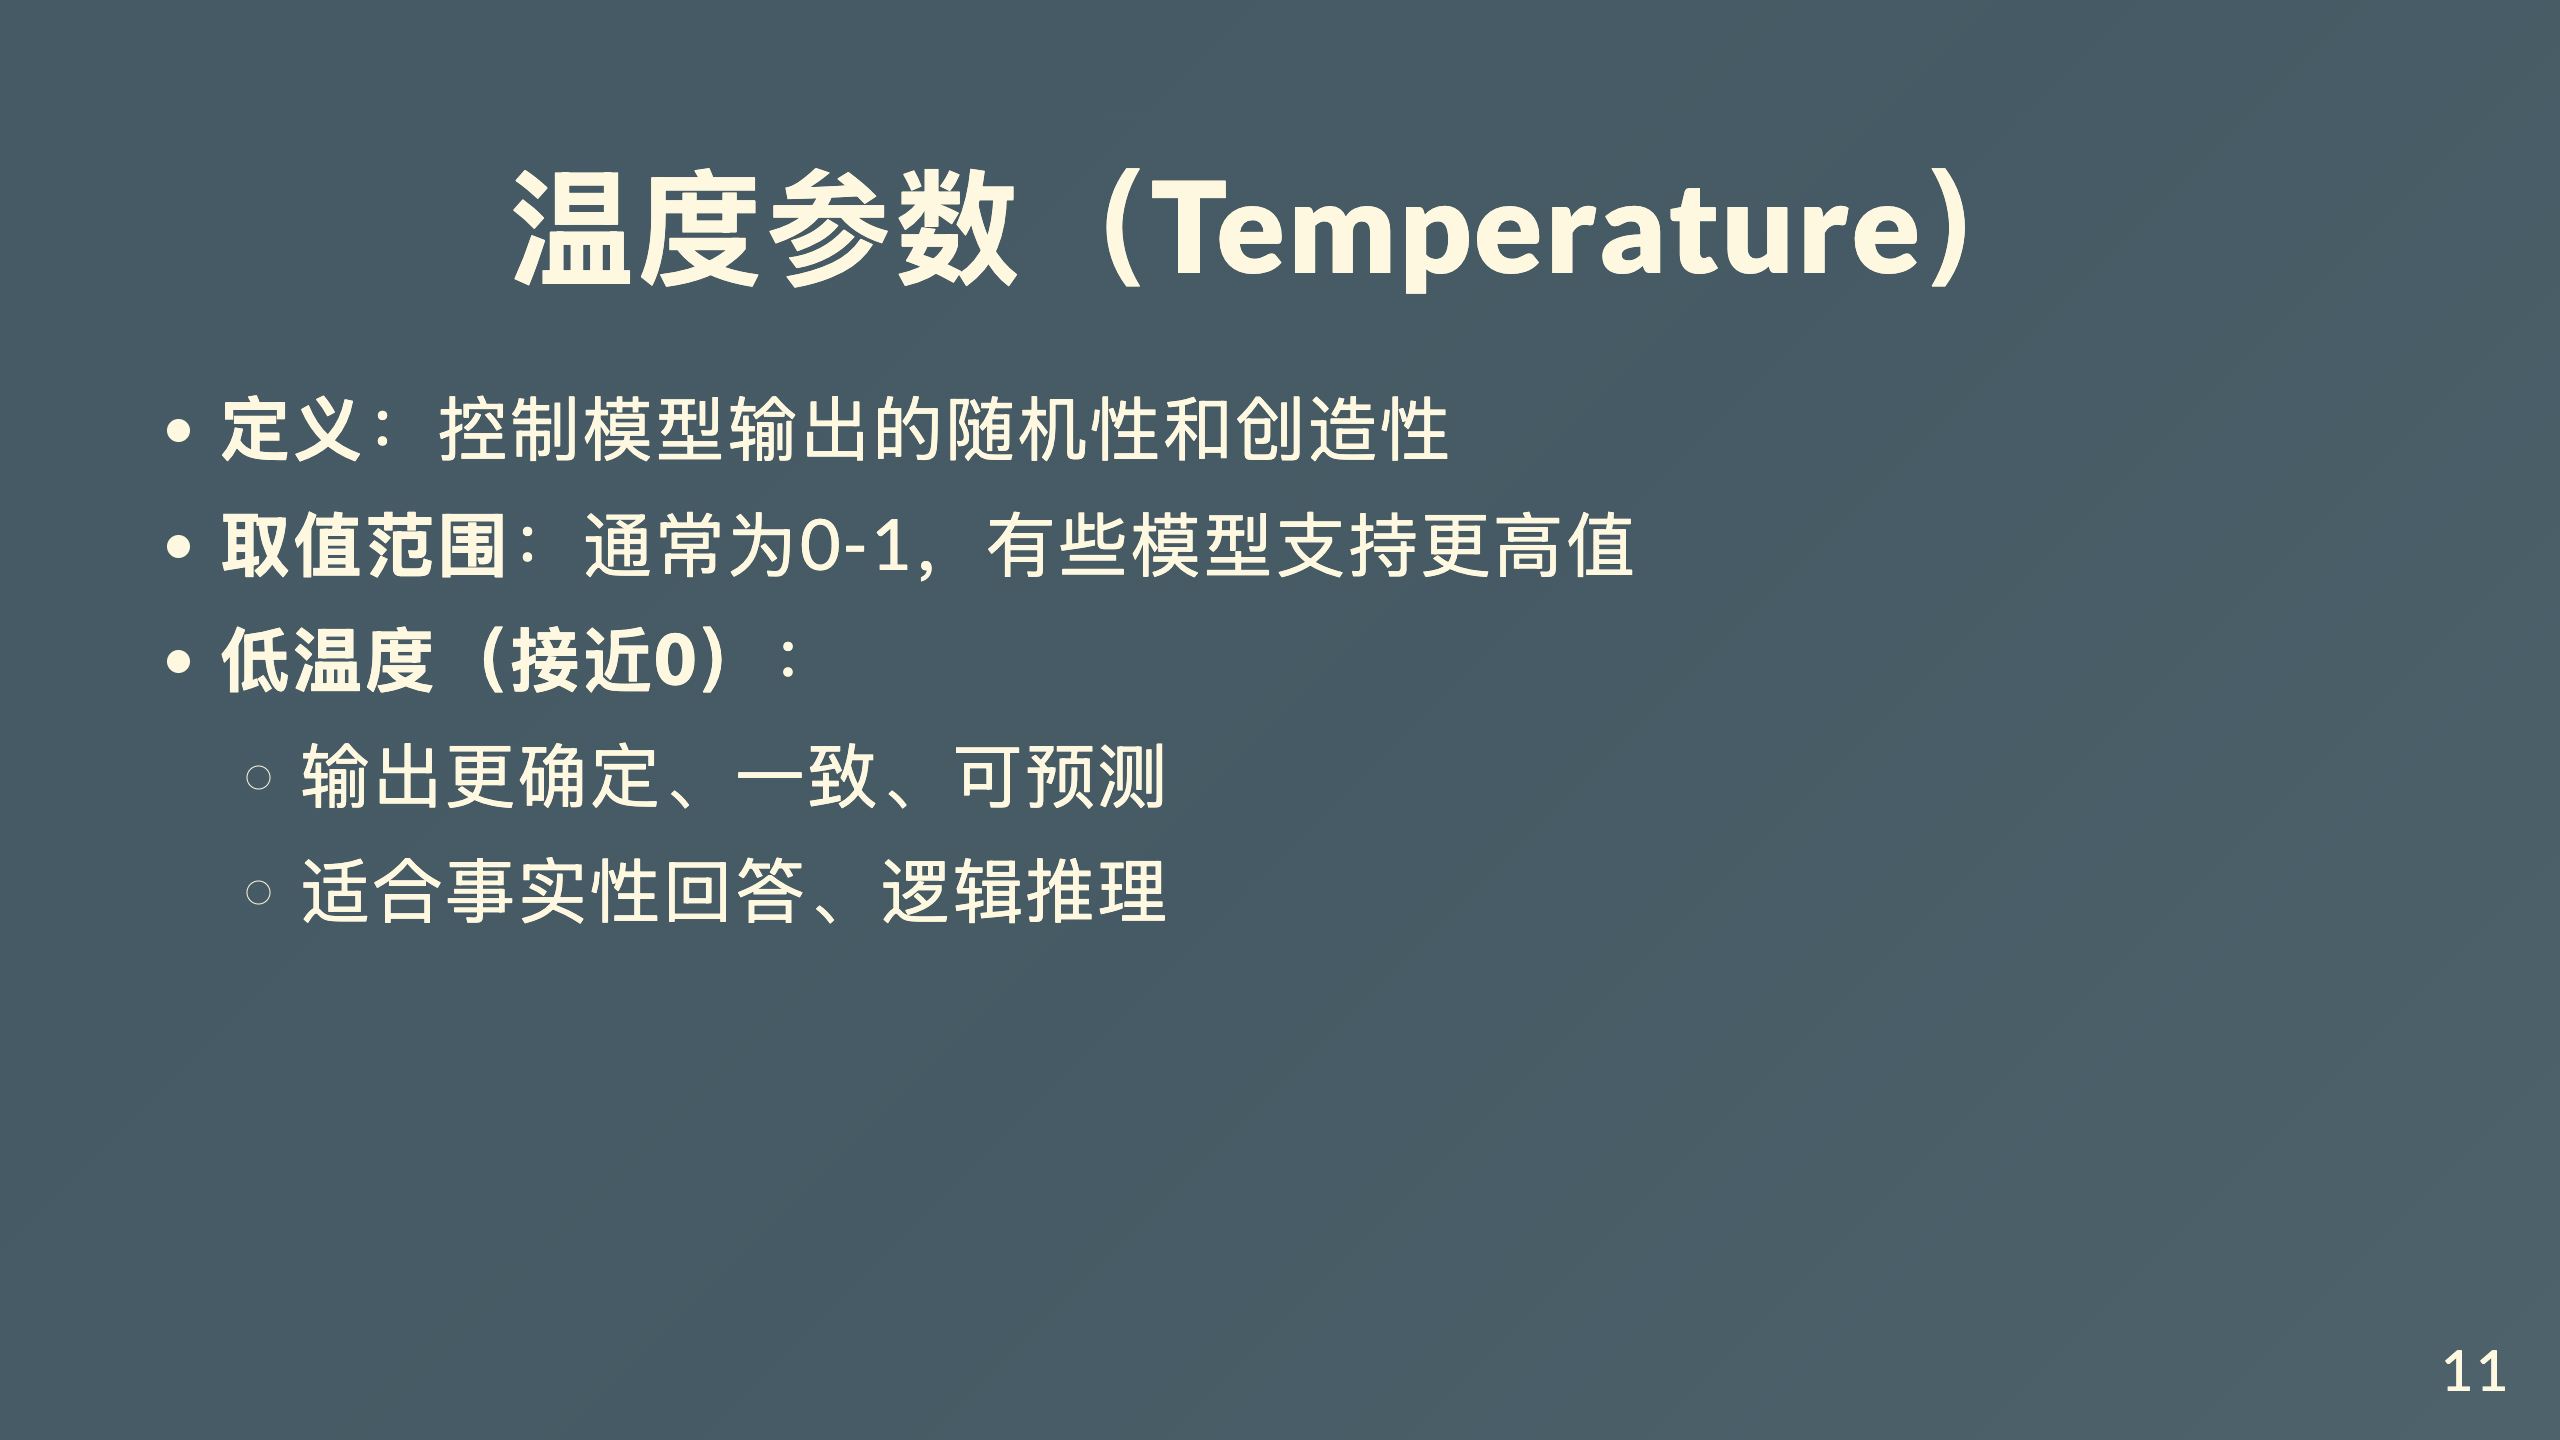 温度参数（Temperature）
• 定义：控制模型输出的随机性和创造性
• 取值范围：通常为0-1，有些模型支持更高值
• 低温度（接近0）：
○ 输出更确定、一致、可预测
○ 适合事实性回答、逻辑推理
11